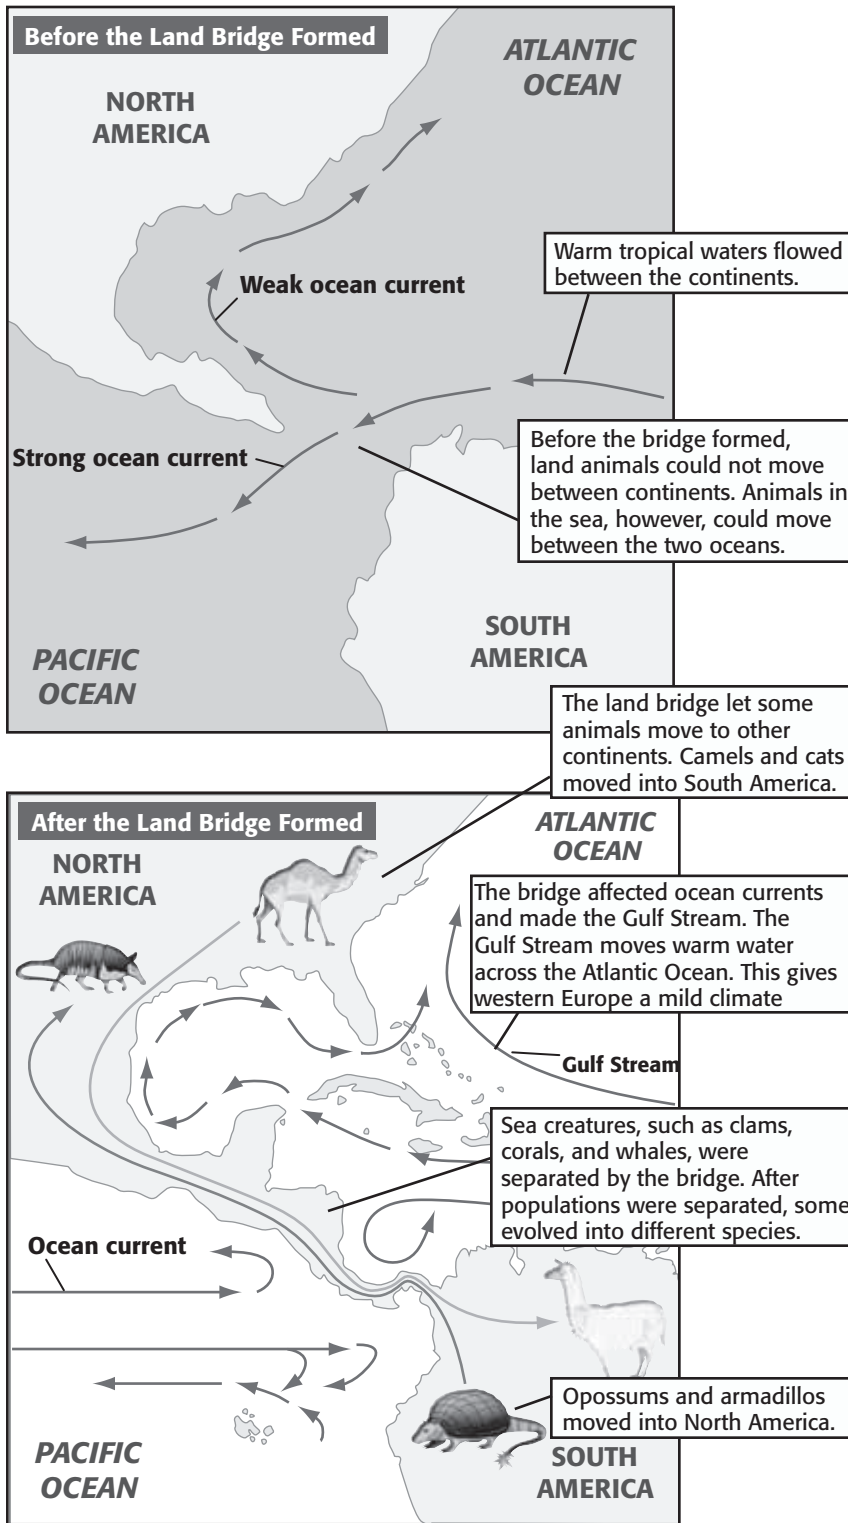 Before the Land Bridge Formed
ATLANTIC
OCEAN
NORTH
AMERICA
Warm tropical waters flowed
between the continents.
Weak ocean current
Strong ocean current
Before the bridge formed,
land animals could not move
between continents. Animals in
the sea, however, could move
between the two oceans.
SOUTH
AMERICA
PACIFIC
OCEAN
The land bridge let some
animals move to other
continents. Camels and cats
moved into South America.
After the Land Bridge Formed
ATLANTIC
OCEAN
NORTH
AMERICA
The bridge affected ocean currents
and made the Gulf Stream. The
Gulf Stream moves warm water
across the Atlantic Ocean. This gives
western Europe a mild climate
Gulf Stream
Sea creatures, such as clams,
corals, and whales, were
separated by the bridge. After
populations were separated, some
evolved into different species.
Ocean current
Opossums and armadillos
moved into North America.
PACIFIC
OCEAN
SOUTH
AMERICA